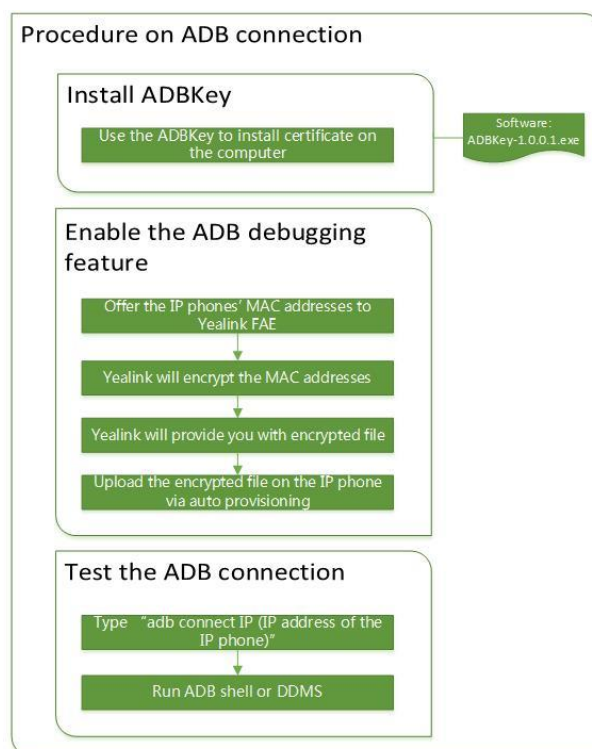 Procedure on ADB connection
Install ADBKey
Use the ADBKey to install certificate on
the computer
Software:
ADBKey-1.0.0.1.exe
Enable the ADB debugging
feature
Offer the IP phones' MAC addresses to
Yealink FAE
Yealink will encrypt the MAC addresses
Yealink will provide you with encrypted file
Upload the encrypted file on the IP phone
via auto provisioning
Test the ADB connection
Type "adb connect IP (IP address of the
IP phone)"
Run ADB shell or DDMS